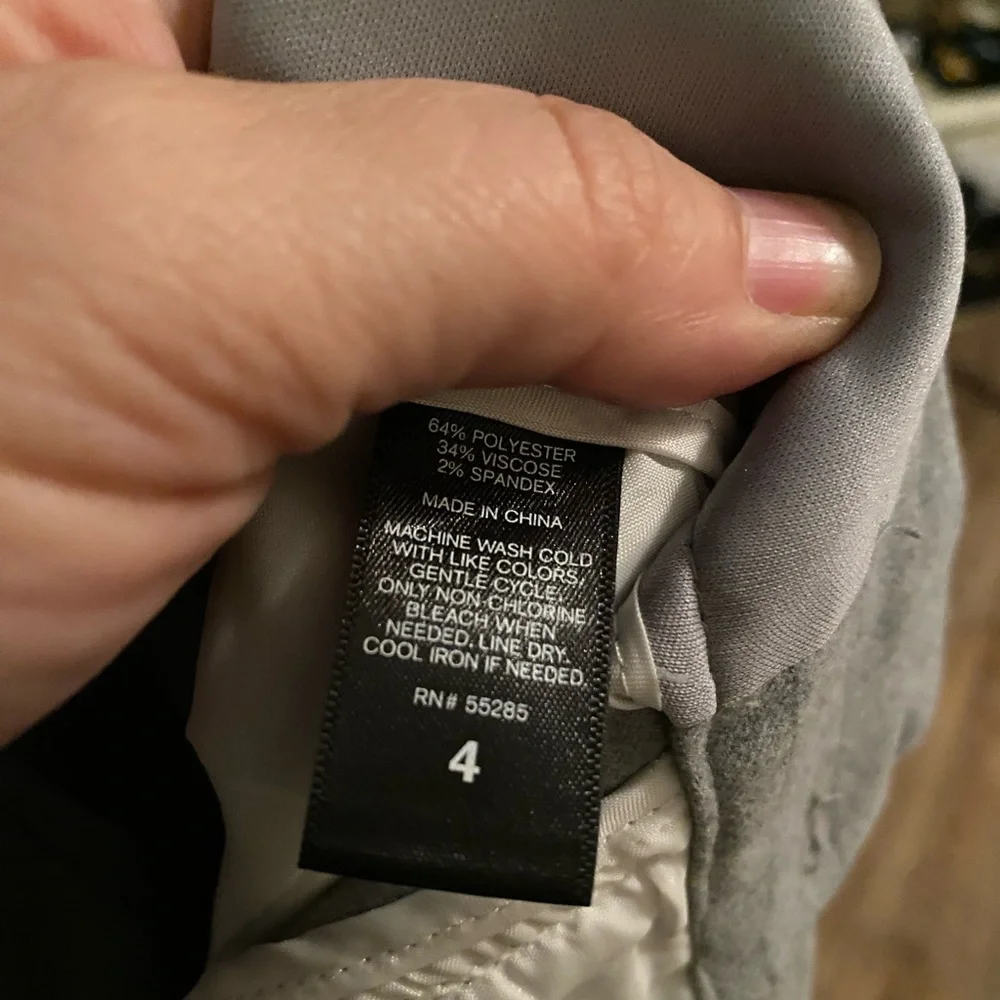 64% POLYESTER
34% VISCOSE
2% SPANDEX
MADE IN CHINA
MACHINE WASH COLD
WITH LIKE COLORS,
GENTLE CYCLE,
ONLY NON-CHLORINE
BLEACH WHEN
NEEDED. LINE DRY.
COOL IRON IF NEEDED.
RN# 55285
4